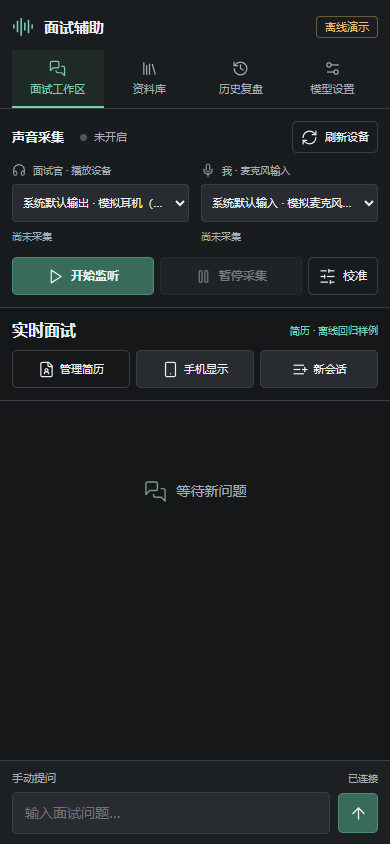 面试辅助
离线演示
面试工作区
资料库
历史复盘
模型设置
声音采集
未开启
刷新设备
面试官 · 播放设备
我 · 麦克风输入
系统默认输出 · 模拟耳机（...
系统默认输入 · 模拟麦克风...
尚未采集
尚未采集
开始监听
暂停采集
校准
实时面试
简历 · 离线回归样例
管理简历
手机显示
新会话
等待新问题
手动提问
已连接
输入面试问题...